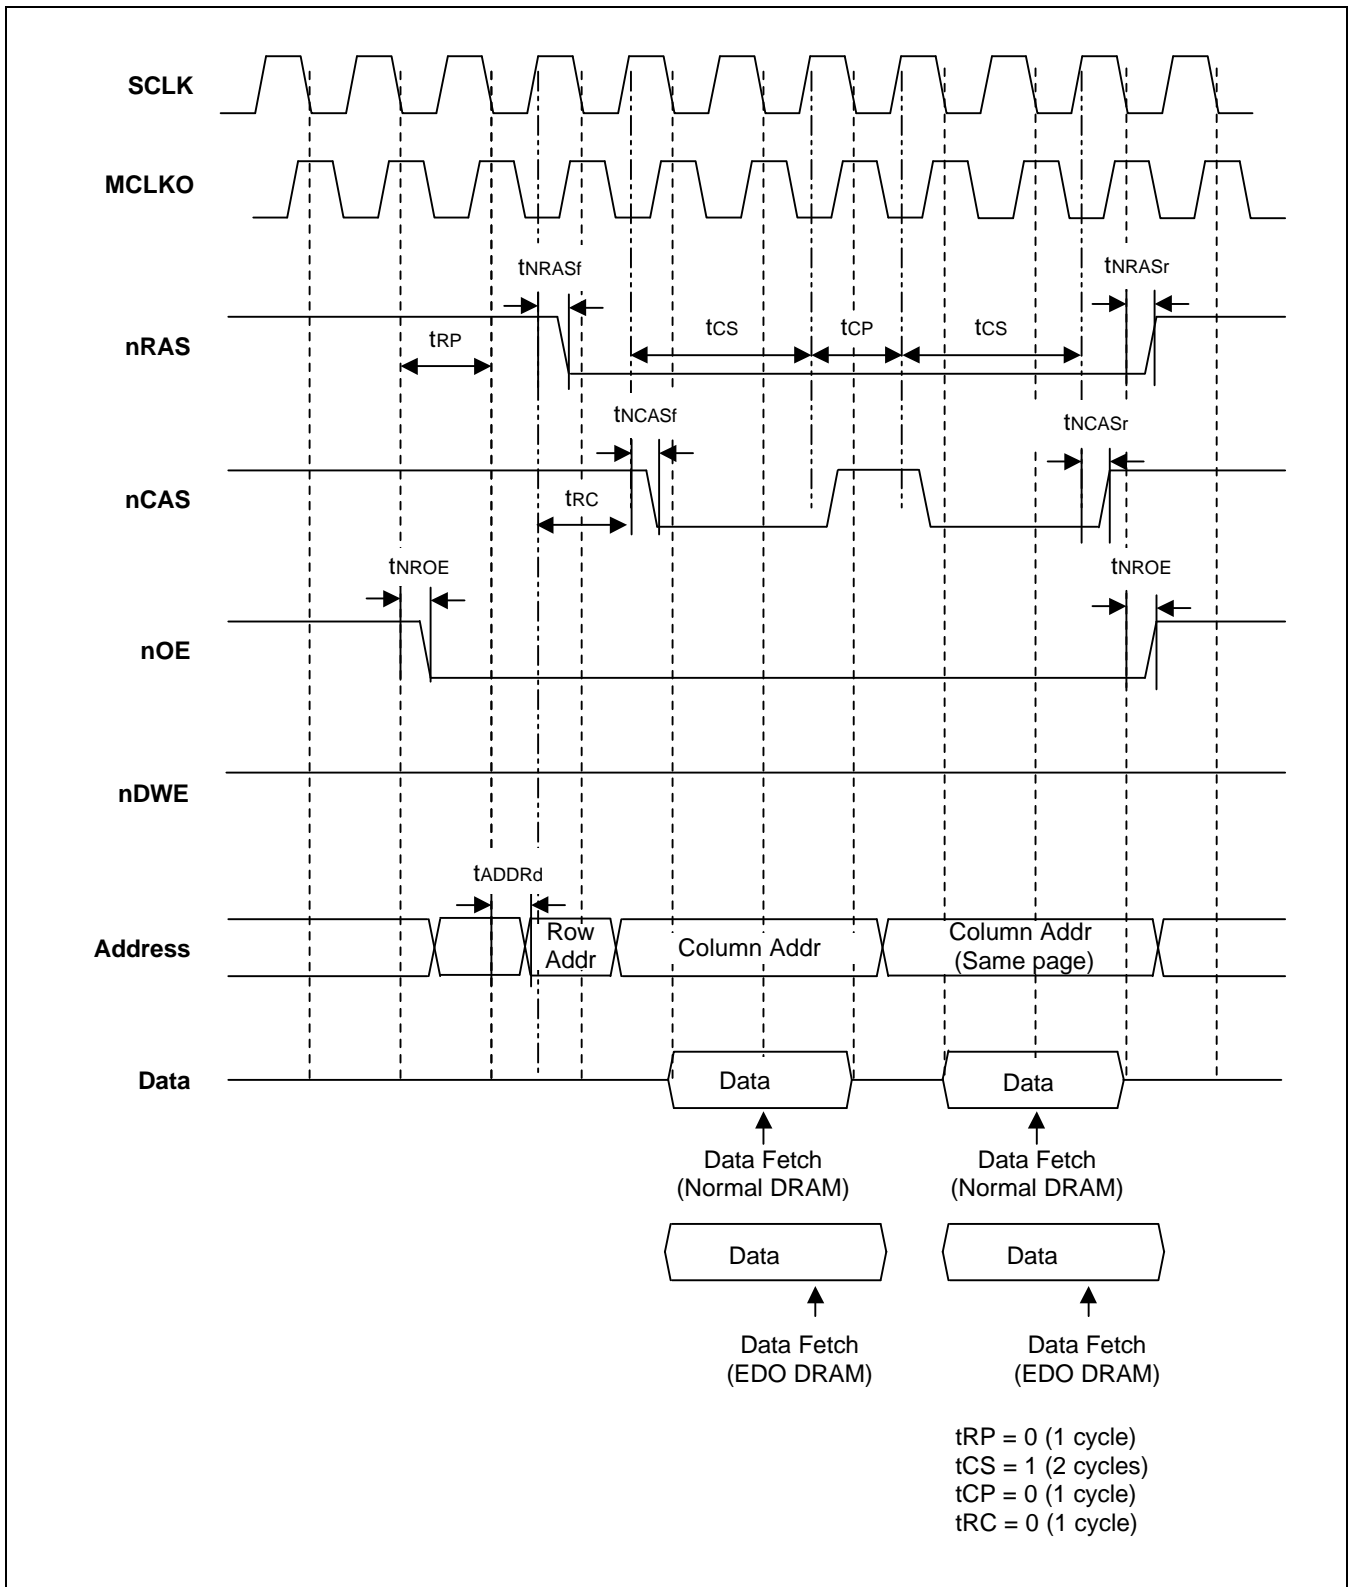 SCLK
MCLKO
tNRASf
tNRASr
nRAS
tRP
tCS
tCP
tCS
tNCASf
tNCASr
nCAS
tRC
tNROE
tNROE
nOE
nDWE
tADDRd
Address
Row
Addr
Column Addr
Column Addr
(Same page)
Data
Data
Data
Data Fetch
(Normal DRAM)
Data Fetch
(Normal DRAM)
Data
Data
Data Fetch
(EDO DRAM)
Data Fetch
(EDO DRAM)
tRP = 0 (1 cycle)
tCS = 1 (2 cycles)
tCP = 0 (1 cycle)
tRC = 0 (1 cycle)